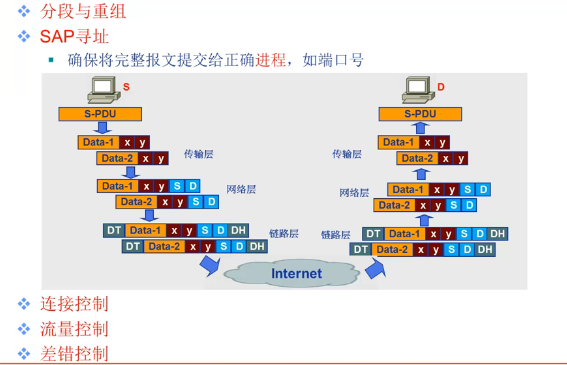 分段与重组
SAP寻址
确保将完整报文提交给正确进程，如端口号
S
D
S-PDU
S-PDU
Data-1 x y
传输层
Data-2 x y
Data-1 x y
传输层
Data-2 x y
Data-1 x y S D
网络层
Data-2 x y S D
Data-1 x y S D
网络层
Data-2 x y S D
DT Data-1 x y S D DH
链路层
DT Data-2 x y S D DH
DT Data-1 x y S D DH
链路层
DT Data-2 x y S D DH
Internet
连接控制
流量控制
差错控制